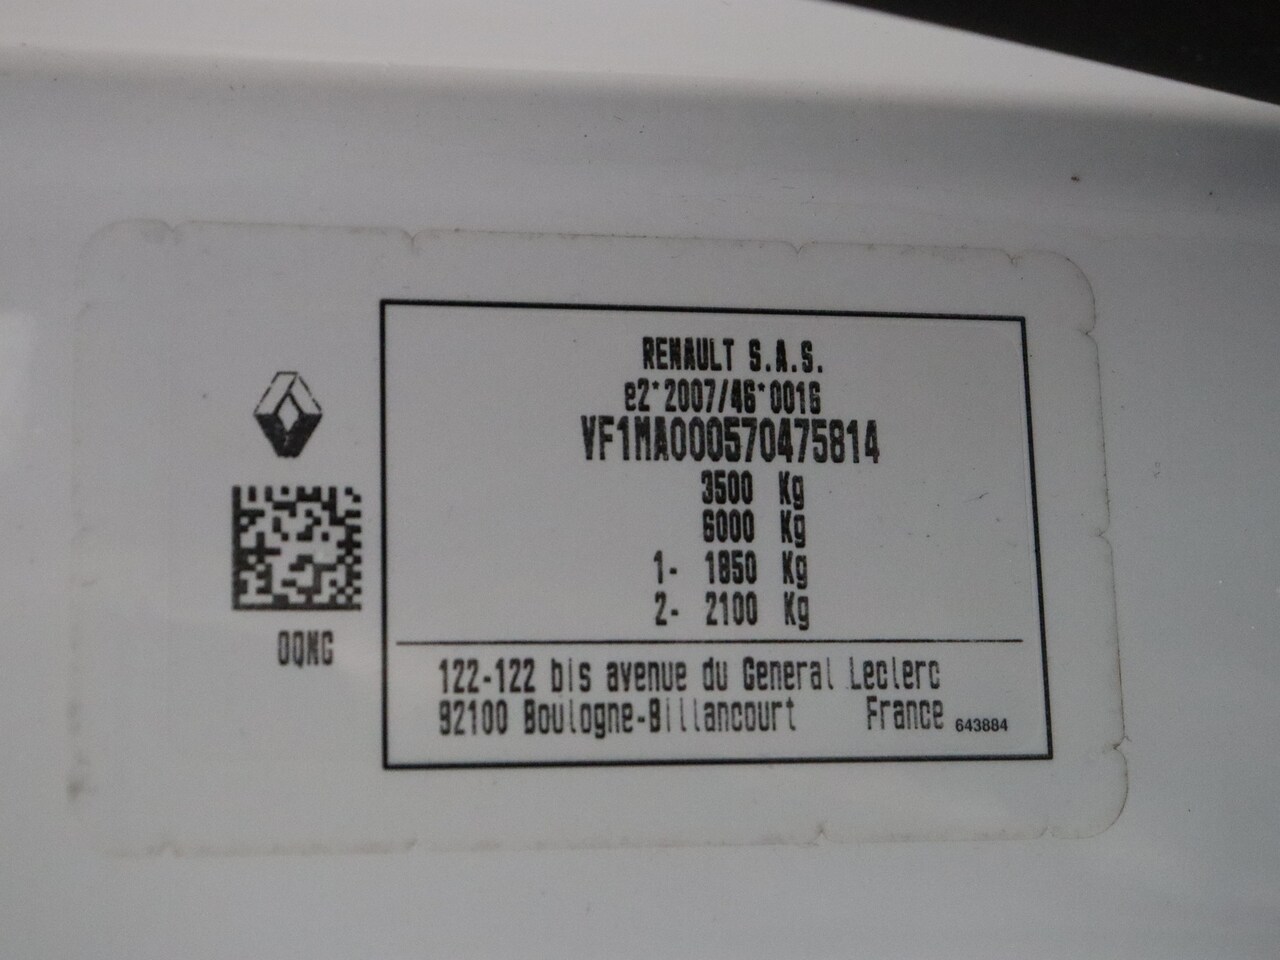 RENAULT S.A.S.
e2*2007/46*0016
VF1MA000570475814
3500 Kg
6000 Kg
1- 1850 Kg
2- 2100 Kg
0QNG
122-122 bis avenue du General Leclerc
92100 Boulogne-Billancourt France 643884